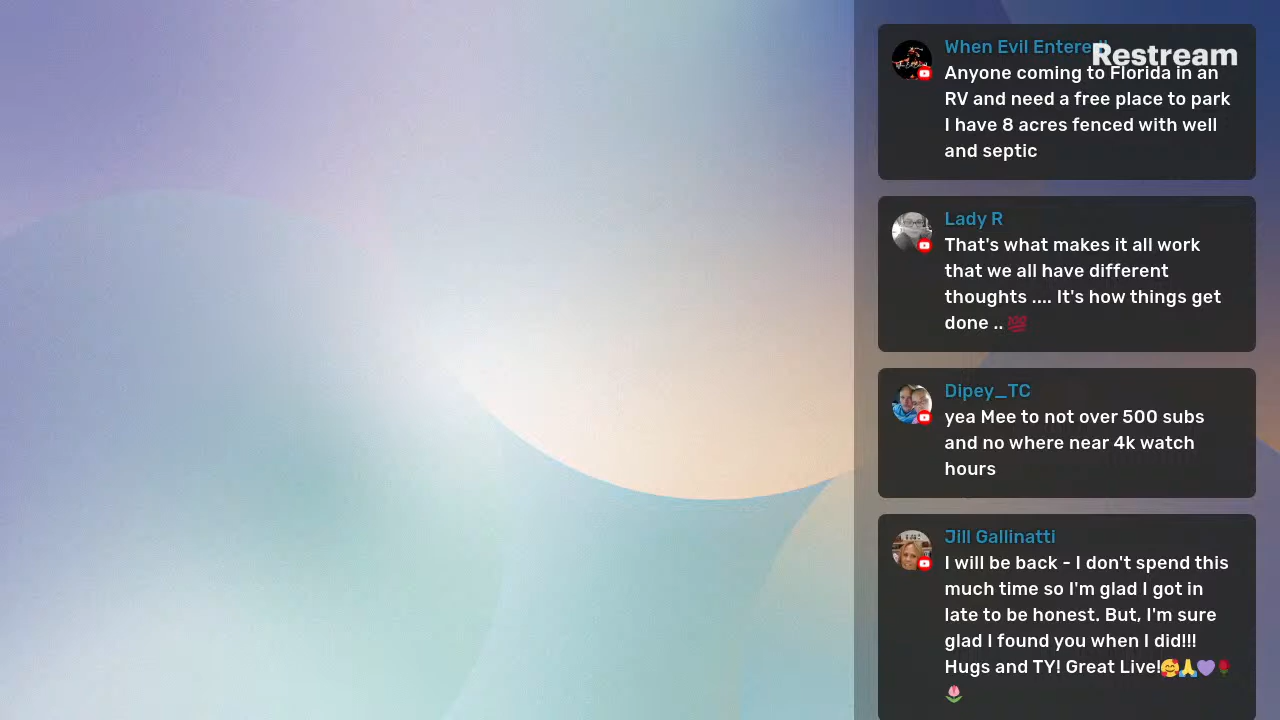 When Evil Entered!
Restream
Anyone coming to Florida in an
RV and need a free place to park
I have 8 acres fenced with well
and septic
Lady R
That's what makes it all work
that we all have different
thoughts .... It's how things get
done .. 💯
Dipey_TC
yea Mee to not over 500 subs
and no where near 4k watch
hours
Jill Gallinatti
I will be back - I don't spend this
much time so I'm glad I got in
late to be honest. But, I'm sure
glad I found you when I did!!!
Hugs and TY! Great Live!🥰🙏💜🌹
🌷